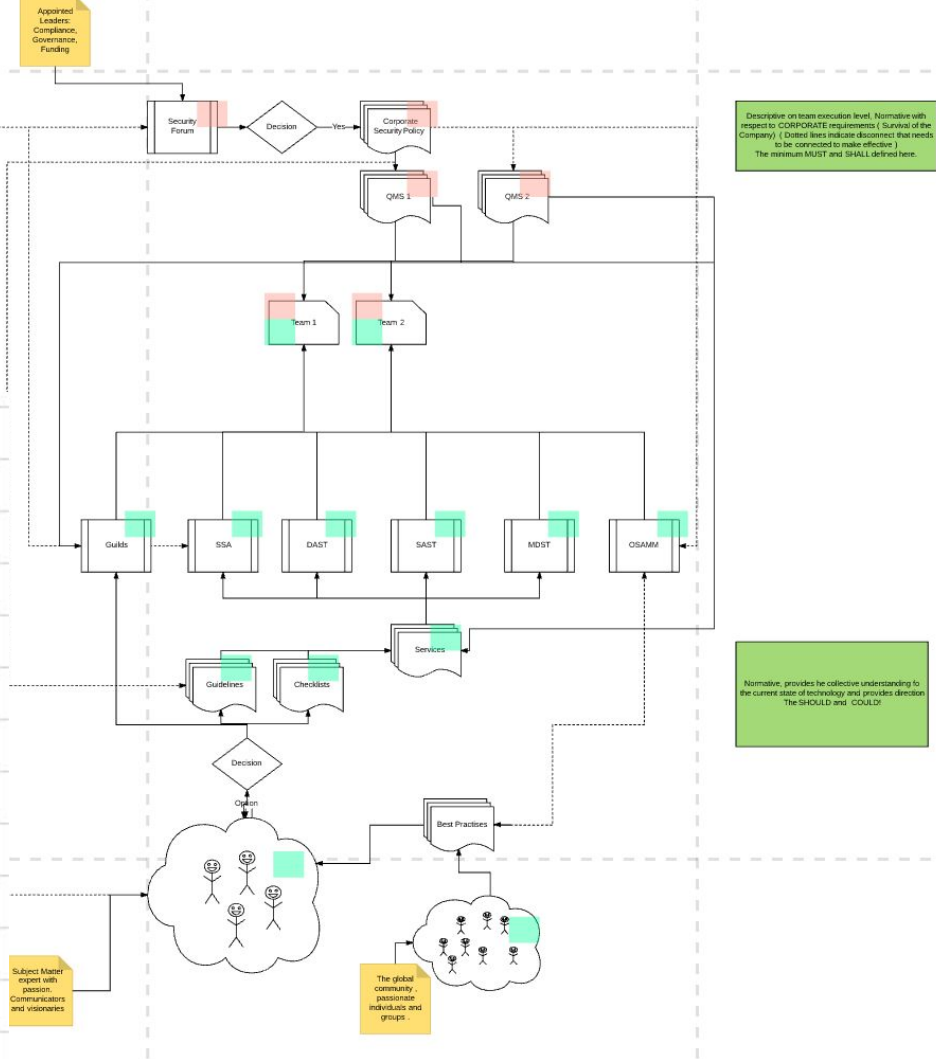 Appointed
Leaders:
Compliance,
Governance,
Funding
Security
Forum
Decision
Yes
Corporate
Security Policy
Descriptive on team execution level, Normative with
respect to CORPORATE requirements ( Survival of the
Company)  ( Dotted lines indicate disconnect that needs
to be connected to make effective )
The minimum MUST and SHALL defined here.
QMS 1
QMS 2
Team 1
Team 2
Guilds
SSA
DAST
SAST
MDST
OSAMM
Services
Guidelines
Checklists
Normative, provides he collective understanding fo
the current state of technology and provides direction
The SHOULD and  COULD!
Decision
Option
Best Practises
Subject Matter
expert with
passion.
Communicators
and visionaries
The global
community ,
passionate
individuals and
groups .